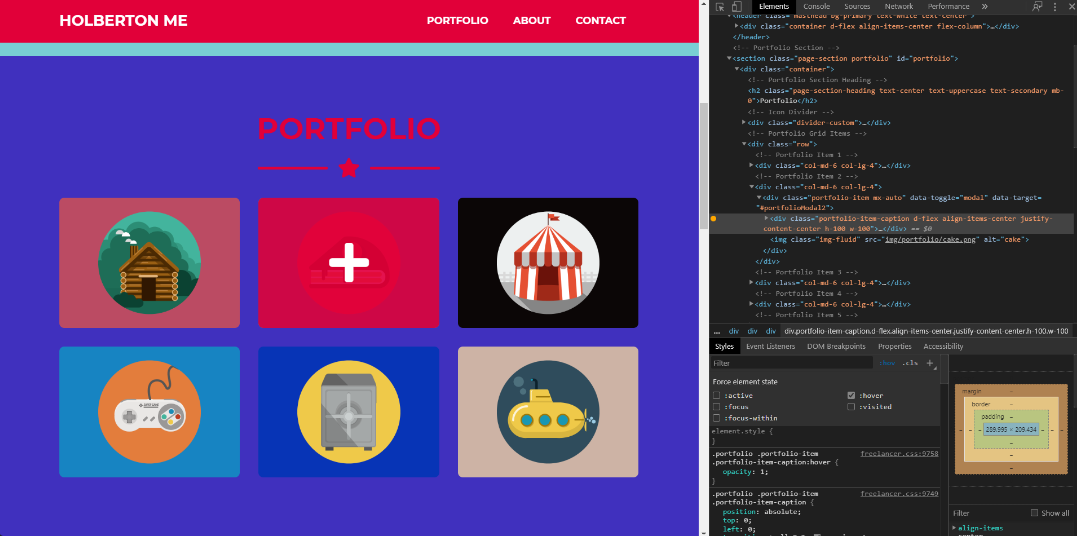 HOLBERTON ME
PORTFOLIO ABOUT CONTACT
PORTFOLIO
Elements Console Sources Network Performance »
<header class="masthead bg-primary text-white text-center">
<div class="container d-flex align-items-center flex-column">…</div>
</header>
<!-- Portfolio Section -->
<section class="page-section portfolio" id="portfolio">
<div class="container">
<!-- Portfolio Section Heading -->
<h2 class="page-section-heading text-center text-uppercase text-secondary mb-
0">Portfolio</h2>
<!-- Icon Divider -->
<div class="divider-custom">…</div>
<!-- Portfolio Grid Items -->
<div class="row">
<!-- Portfolio Item 1 -->
<div class="col-md-6 col-lg-4">…</div>
<!-- Portfolio Item 2 -->
<div class="col-md-6 col-lg-4">
<div class="portfolio-item mx-auto" data-toggle="modal" data-target=
"#portfolioModal2">
<div class="portfolio-item-caption d-flex align-items-center justify-
content-center h-100 w-100">…</div> == $0
<img class="img-fluid" src="img/portfolio/cake.png" alt="cake">
</div>
</div>
<!-- Portfolio Item 3 -->
<div class="col-md-6 col-lg-4">…</div>
<!-- Portfolio Item 4 -->
<div class="col-md-6 col-lg-4">…</div>
<!-- Portfolio Item 5 -->
... div div div div.portfolio-item-caption.d-flex.align-items-center.justify-content-center.h-100.w-100
Styles Event Listeners DOM Breakpoints Properties Accessibility
Filter :hov .cls +
Force element state
:active :hover
:focus :visited
:focus-within
element.style {
}
.portfolio .portfolio-item freelancer.css:9758
.portfolio-item-caption:hover {
opacity: 1;
}
.portfolio .portfolio-item freelancer.css:9749
.portfolio-item-caption {
position: absolute;
top: 0;
left: 0;
margin –
border –
padding –
289.995 × 209.434
Filter Show all
align-items